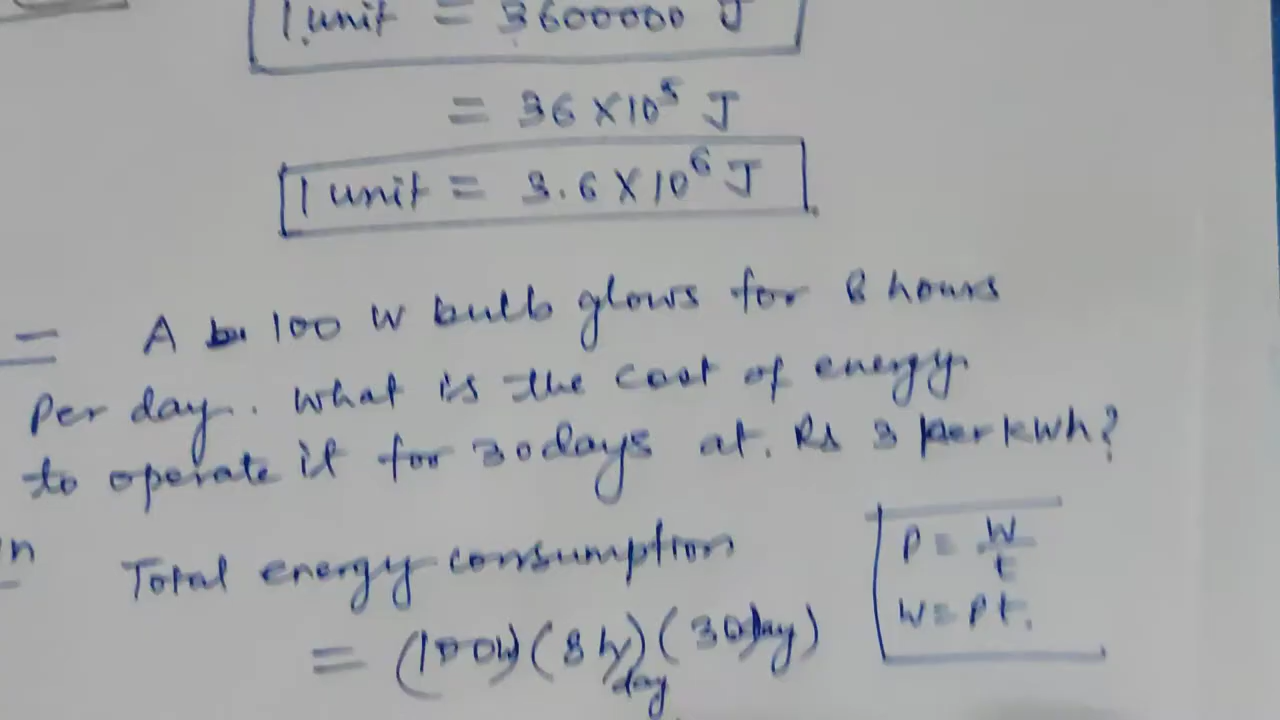 1 unit = 3600000 J
= 36 × 10⁵ J
1 unit = 3.6 × 10⁶ J
= A 100 W bulb glows for 8 hours
per day. What is the cost of energy
to operate it for 30 days at. Rs 3 per kWh?
n Total energy consumption
= (100W) (8 h/day) (30 day)
P = W/t
W = Pt.